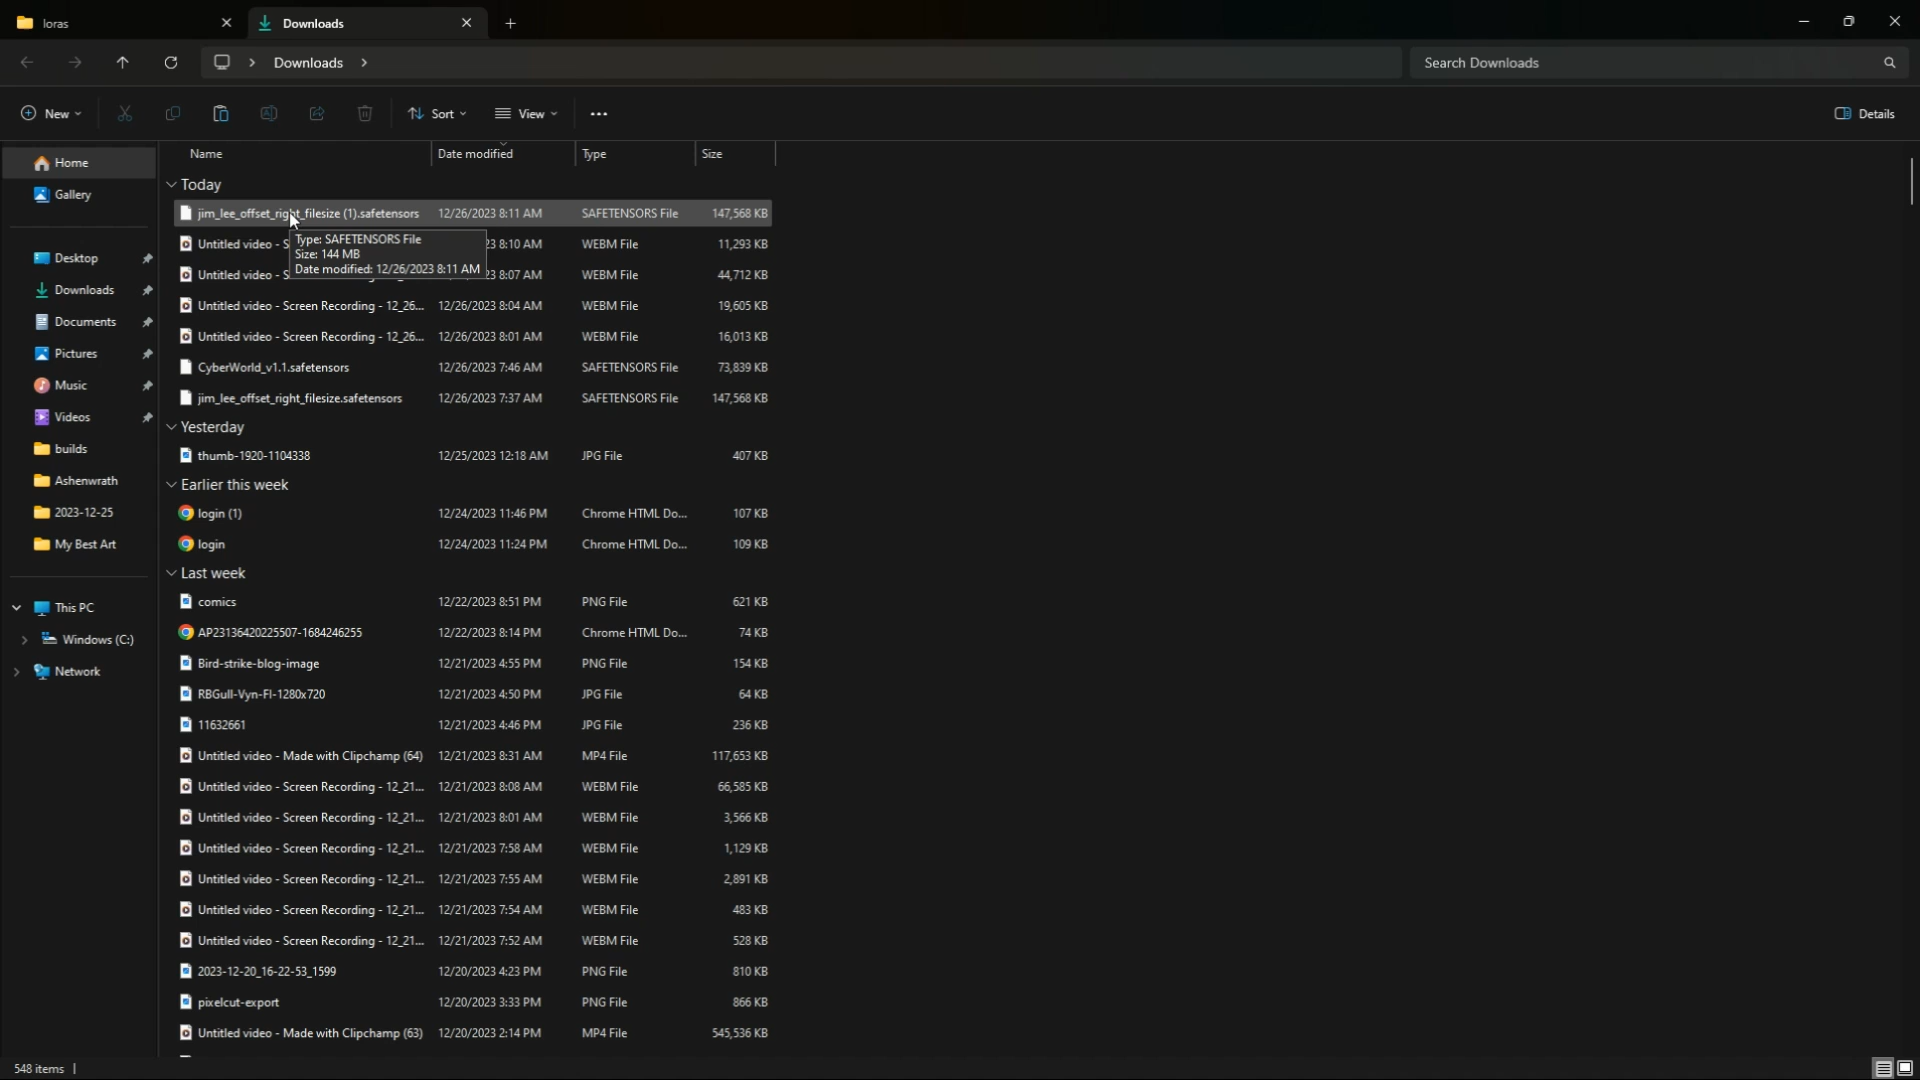 loras
Downloads
Downloads
Search Downloads
New
Sort
View
Details
Home
Gallery
Desktop
Downloads
Documents
Pictures
Music
Videos
builds
Ashenwrath
2023-12-25
My Best Art
This PC
Windows (C:)
Network
Name Date modified Type Size
Today
jim_lee_offset_right_filesize (1).safetensors 12/26/2023 8:11 AM SAFETENSORS File 147,568 KB
Untitled video - S 23 8:10 AM WEBM File 11,293 KB
Type: SAFETENSORS File
Size: 144 MB
Date modified: 12/26/2023 8:11 AM
Untitled video - S 23 8:07 AM WEBM File 44,712 KB
Untitled video - Screen Recording - 12_26... 12/26/2023 8:04 AM WEBM File 19,605 KB
Untitled video - Screen Recording - 12_26... 12/26/2023 8:01 AM WEBM File 16,013 KB
CyberWorld_v1.1.safetensors 12/26/2023 7:46 AM SAFETENSORS File 73,839 KB
jim_lee_offset_right_filesize.safetensors 12/26/2023 7:37 AM SAFETENSORS File 147,568 KB
Yesterday
thumb-1920-1104338 12/25/2023 12:18 AM JPG File 407 KB
Earlier this week
login (1) 12/24/2023 11:46 PM Chrome HTML Do... 107 KB
login 12/24/2023 11:24 PM Chrome HTML Do... 109 KB
Last week
comics 12/22/2023 8:51 PM PNG File 621 KB
AP23136420225507-1684246255 12/22/2023 8:14 PM Chrome HTML Do... 74 KB
Bird-strike-blog-image 12/21/2023 4:55 PM PNG File 154 KB
RBGull-Vyn-FI-1280x720 12/21/2023 4:50 PM JPG File 64 KB
11632661 12/21/2023 4:46 PM JPG File 236 KB
Untitled video - Made with Clipchamp (64) 12/21/2023 8:31 AM MP4 File 117,653 KB
Untitled video - Screen Recording - 12_21... 12/21/2023 8:08 AM WEBM File 66,585 KB
Untitled video - Screen Recording - 12_21... 12/21/2023 8:01 AM WEBM File 3,566 KB
Untitled video - Screen Recording - 12_21... 12/21/2023 7:58 AM WEBM File 1,129 KB
Untitled video - Screen Recording - 12_21... 12/21/2023 7:55 AM WEBM File 2,891 KB
Untitled video - Screen Recording - 12_21... 12/21/2023 7:54 AM WEBM File 483 KB
Untitled video - Screen Recording - 12_21... 12/21/2023 7:52 AM WEBM File 528 KB
2023-12-20_16-22-53_1599 12/20/2023 4:23 PM PNG File 810 KB
pixelcut-export 12/20/2023 3:33 PM PNG File 866 KB
Untitled video - Made with Clipchamp (63) 12/20/2023 2:14 PM MP4 File 545,536 KB
548 items